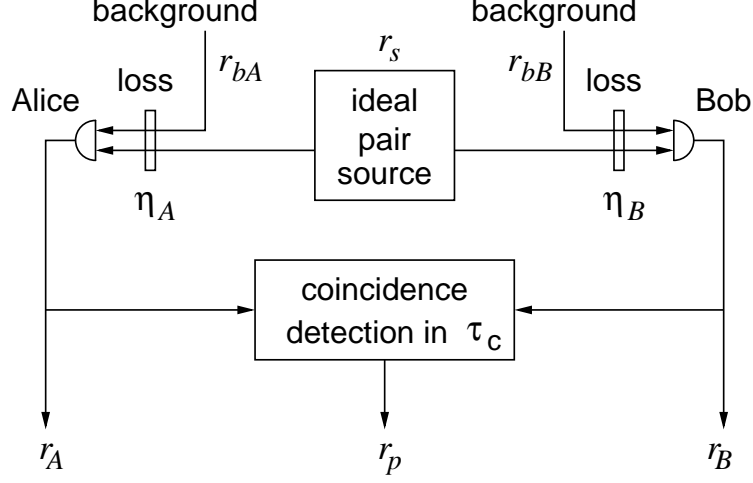 background
background
r_bA
r_s
r_bB
loss
loss
Alice
Bob
ideal
pair
source
η_A
η_B
coincidence
detection in τ_c
r_A
r_p
r_B